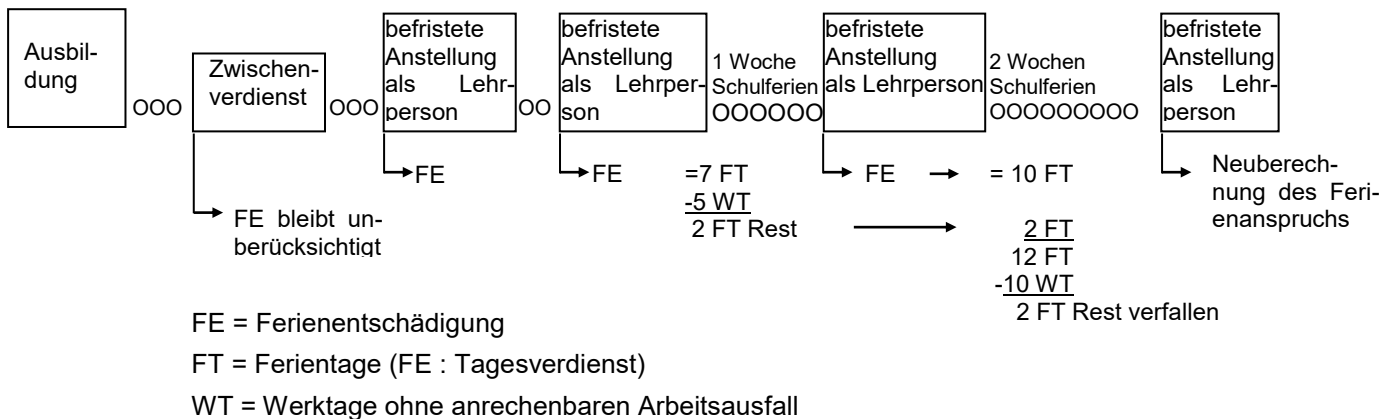 Ausbil-
dung
OOO
Zwischen-
verdienst
OOO
befristete
Anstellung
als Lehr-
person
OO
befristete
Anstellung
als Lehrper-
son
1 Woche
Schulferien
OOOOOO
befristete
Anstellung
als Lehrperson
2 Wochen
Schulferien
OOOOOOOOO
befristete
Anstellung
als Lehr-
person
FE bleibt un-
berücksichtigt
FE
FE
=7 FT
-5 WT
2 FT Rest
FE
= 10 FT
2 FT
12 FT
-10 WT
2 FT Rest verfallen
Neuberech-
nung des Feri-
enanspruchs
FE = Ferienentschädigung
FT = Ferientage (FE : Tagesverdienst)
WT = Werktage ohne anrechenbaren Arbeitsausfall